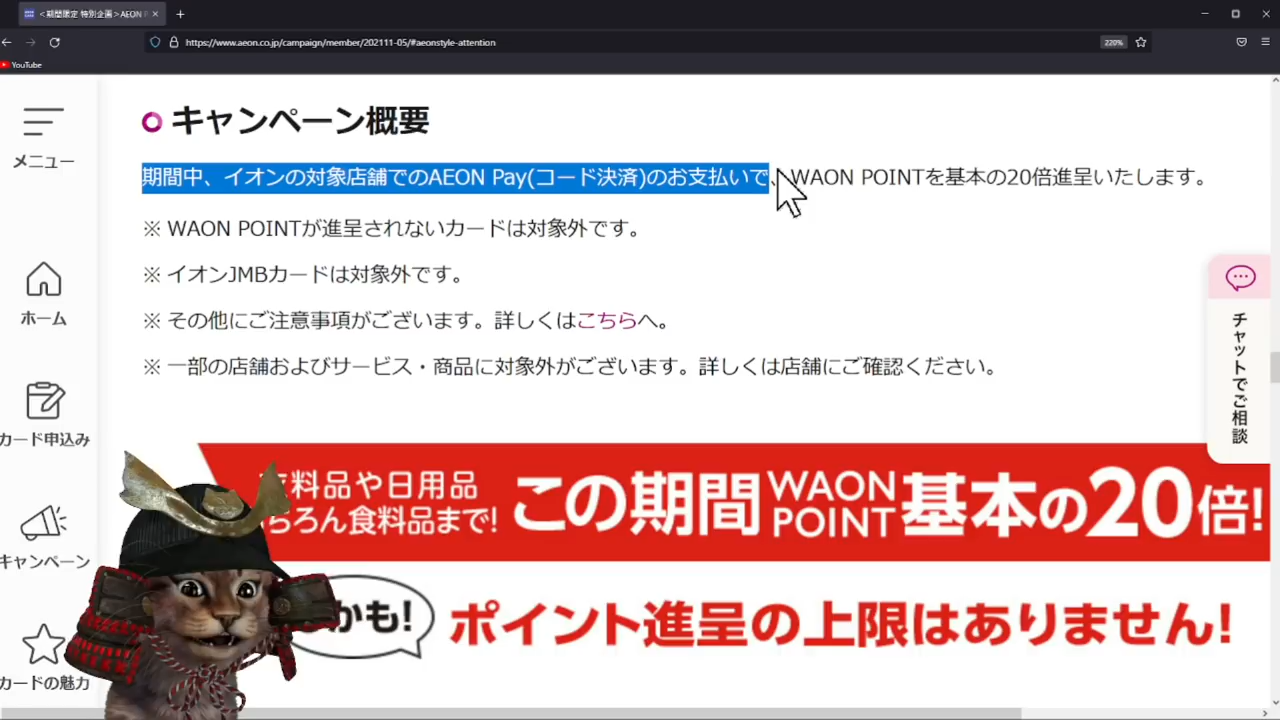 ＜期間限定 特別企画＞AEON
https://www.aeon.co.jp/campaign/member/202111-05/#aeonstyle-attention
220%
YouTube
メニュー
ホーム
カード申込み
キャンペーン
カードの魅力
キャンペーン概要
期間中、イオンの対象店舗でのAEON Pay(コード決済)のお支払いで、WAON POINTを基本の20倍進呈いたします。
※ WAON POINTが進呈されないカードは対象外です。
※ イオンJMBカードは対象外です。
※ その他にご注意事項がございます。詳しくはこちらへ。
※ 一部の店舗およびサービス・商品に対象外がございます。詳しくは店舗にご確認ください。
チャットでご相談
料品や日用品
ろん食料品まで!
この期間 WAON POINT 基本の20倍!
かも!
ポイント進呈の上限はありません!